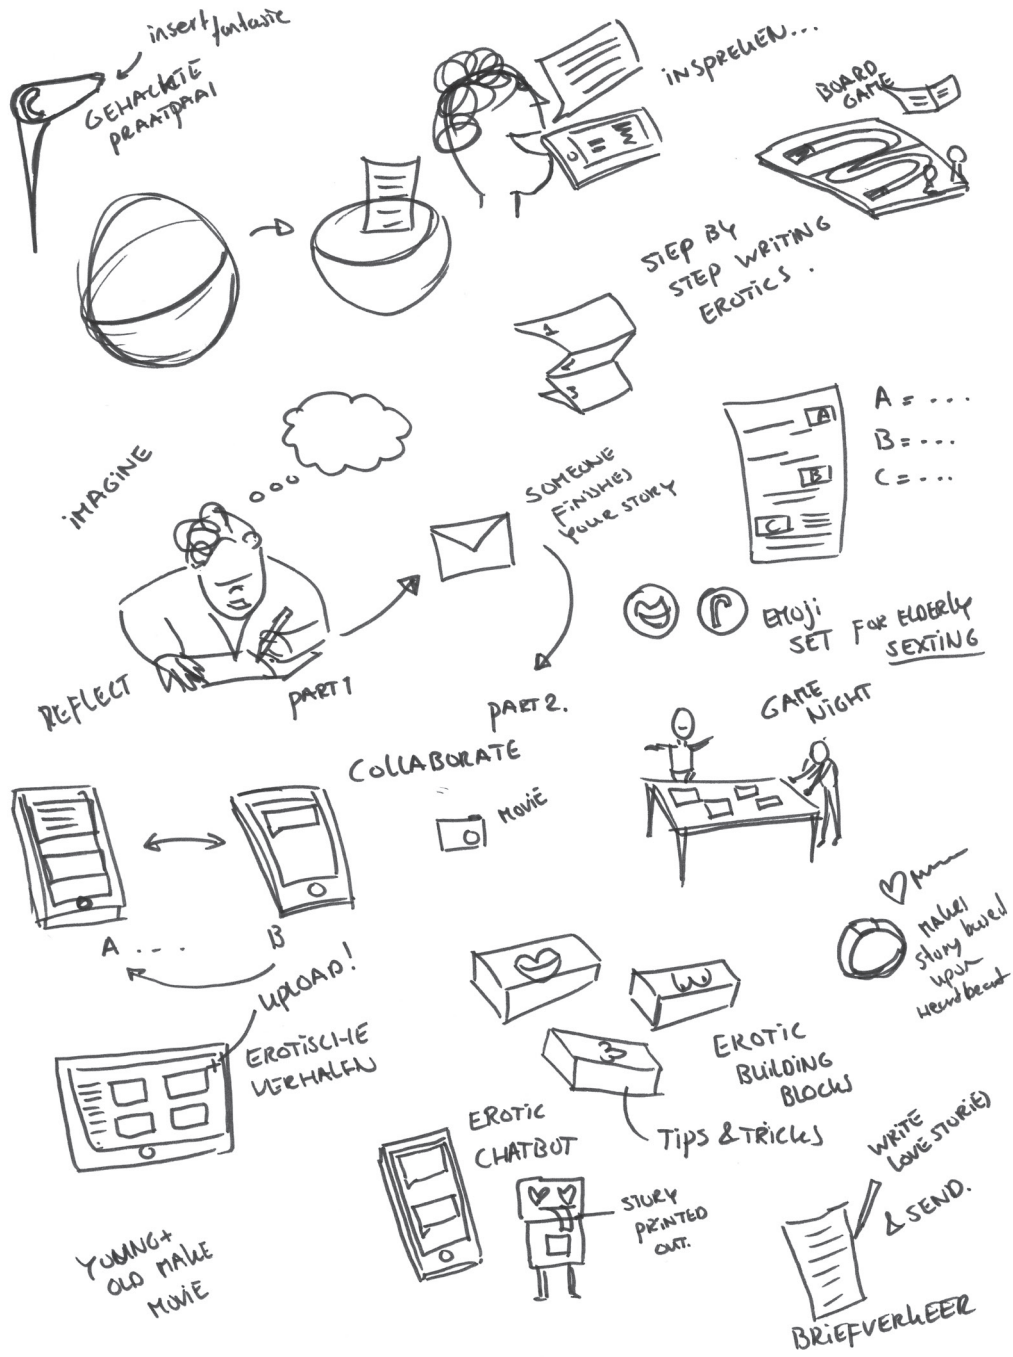 insert
fantasie
GEHACKTE
PRAATPAAL
INSPREKEN...
BOARD
GAME
STEP BY
STEP WRITING
EROTICS.
1
2
3
A
B
C
A = ...
B = ...
C = ...
IMAGINE
SOMEONE
FINISHES
YOUR STORY
EMOJI
SET FOR ELDERLY
SEXTING
REFLECT
PART 1
PART 2.
COLLABORATE
GAME
NIGHT
MOVIE
A ....
B
UPLOAD!
EROTISCHE
VERHALEN
MAKES
story based
upon
heartbeat
3
EROTIC
BUILDING
BLOCKS
TIPS & TRICKS
EROTIC
CHATBOT
STORY
PRINTED
OUT.
WRITE
LOVE STORIES
& SEND.
BRIEFVERKEER
YOUNG +
OLD MAKE
MOVIE